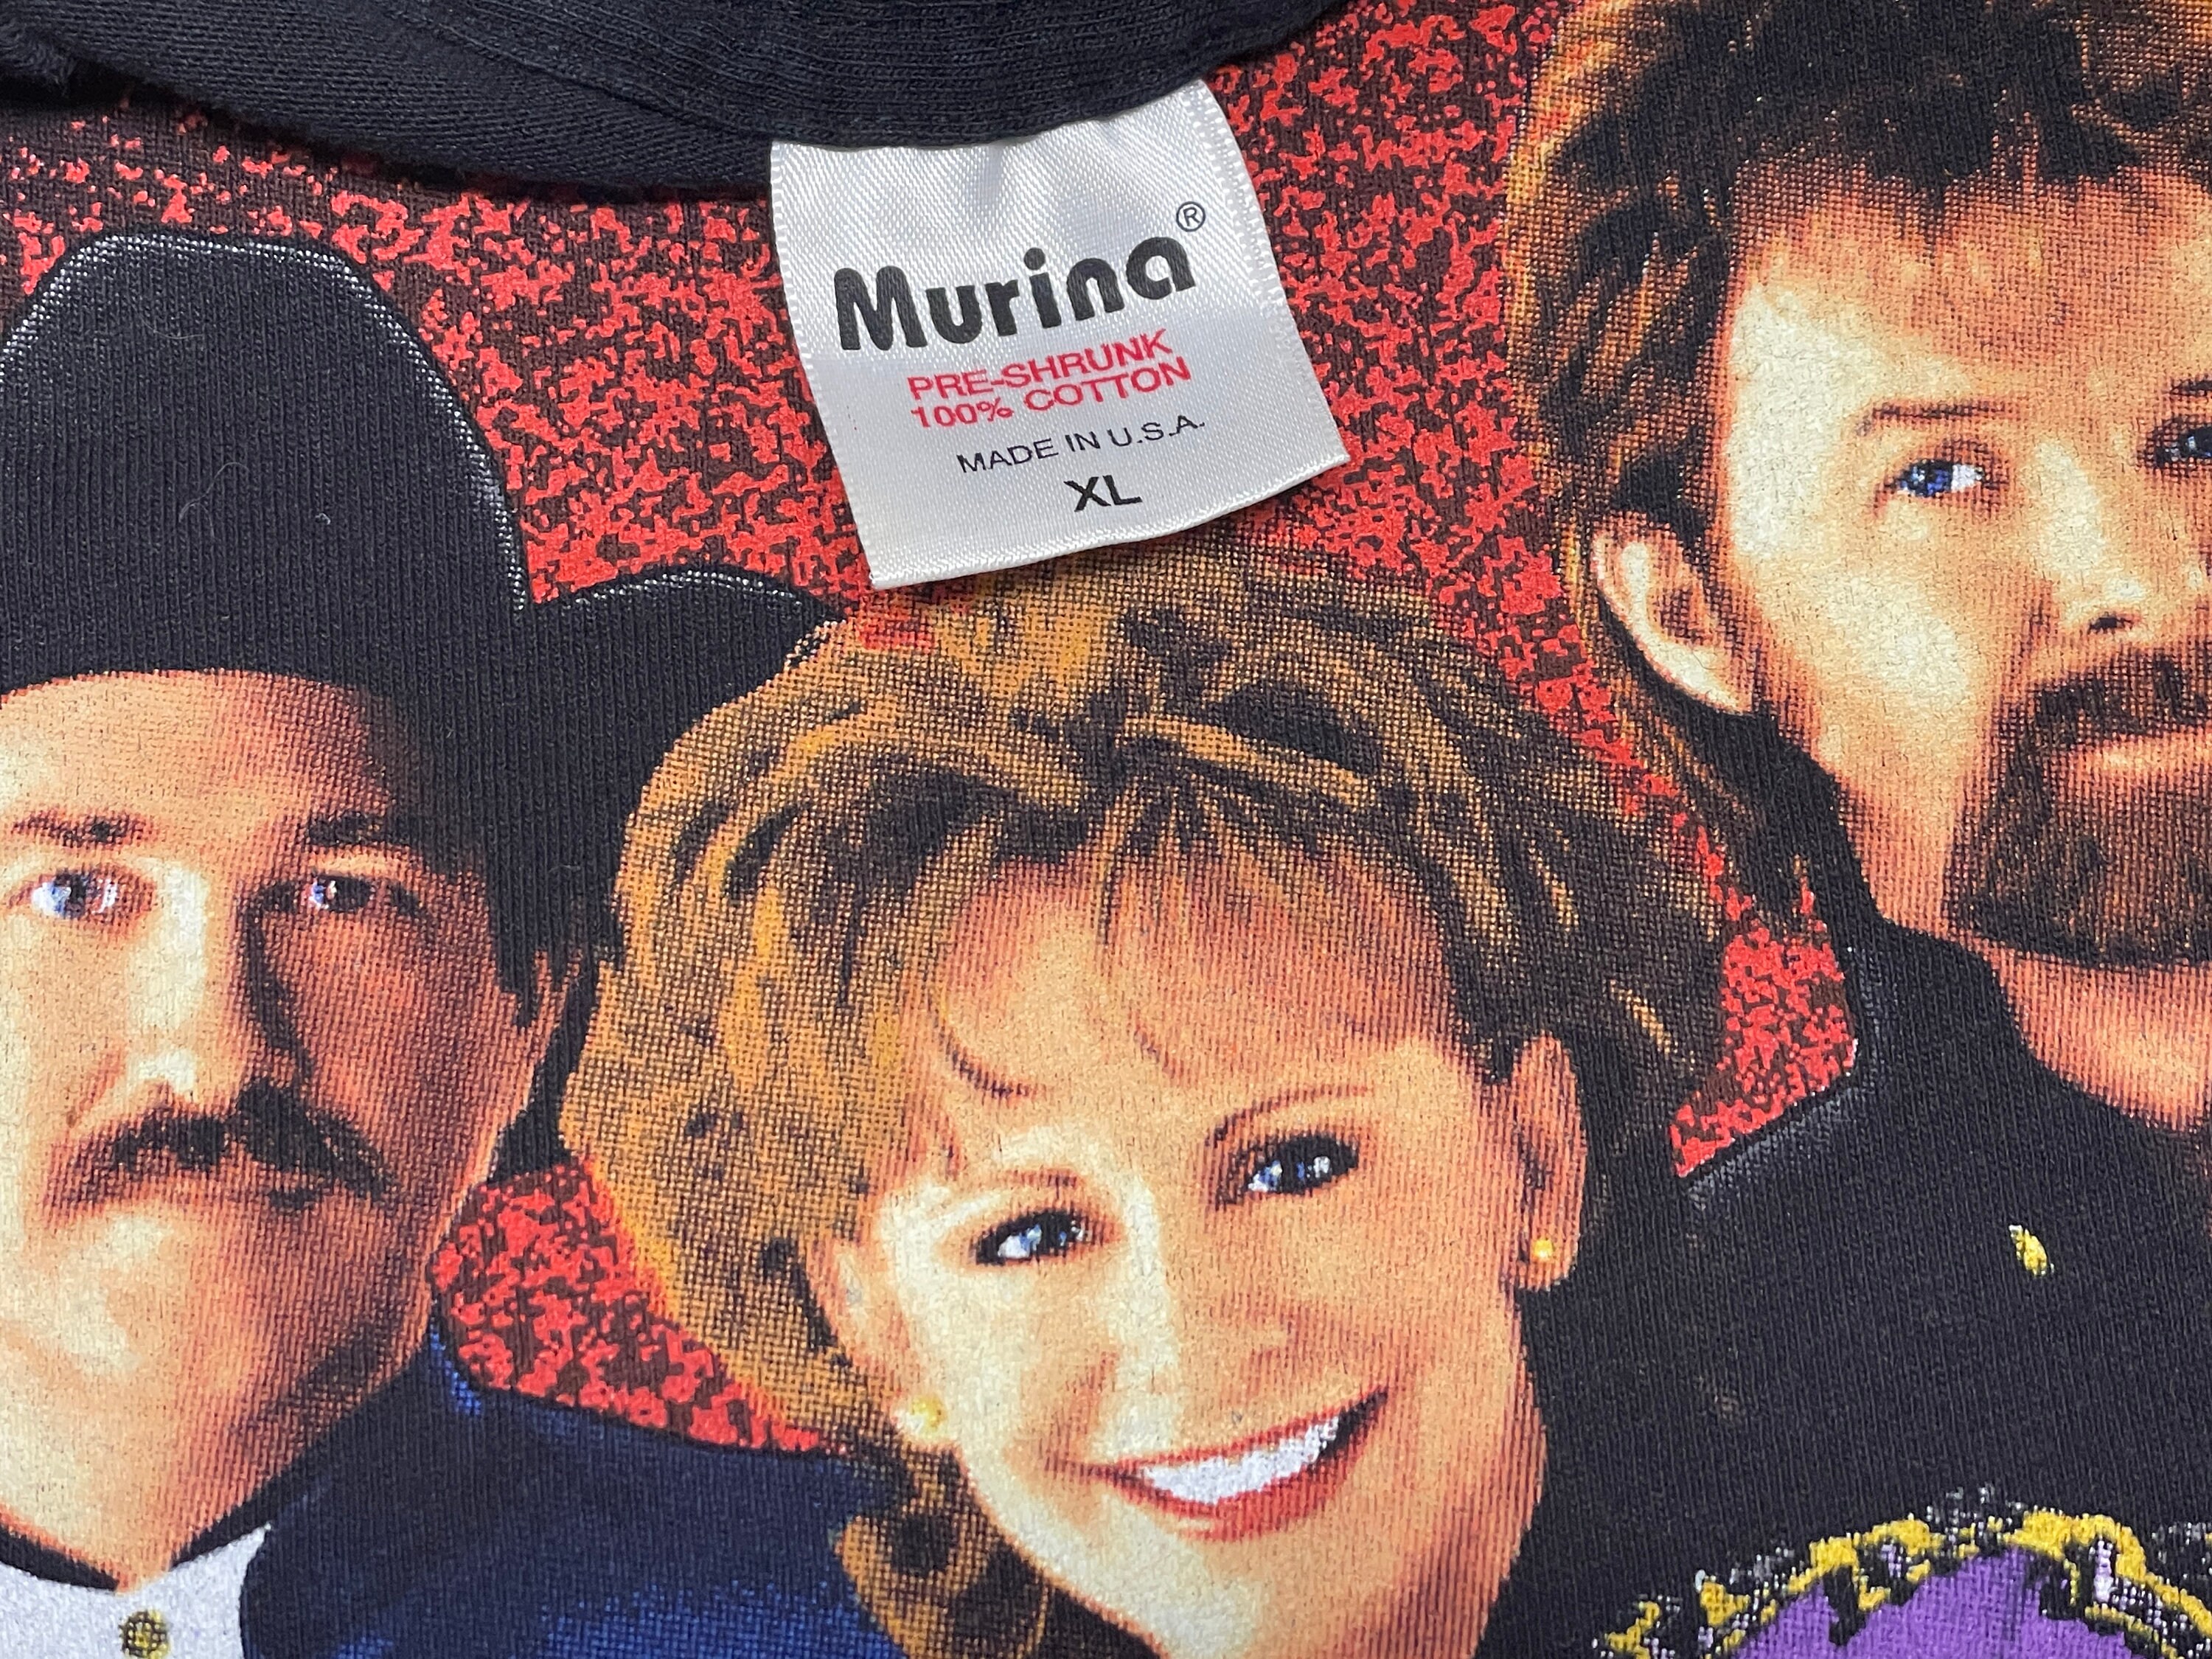 Murina®
PRE-SHRUNK
100% COTTON
MADE IN U.S.A.
XL